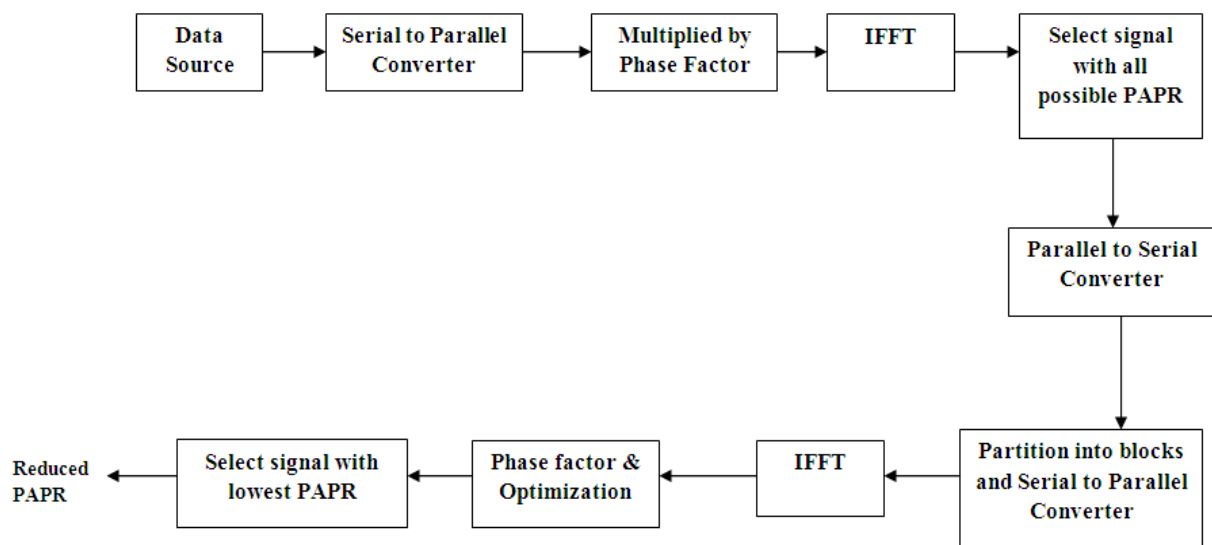 Data
Source
Serial to Parallel
Converter
Multiplied by
Phase Factor
IFFT
Select signal
with all
possible PAPR
Parallel to Serial
Converter
Partition into blocks
and Serial to Parallel
Converter
IFFT
Phase factor &
Optimization
Select signal with
lowest PAPR
Reduced
PAPR